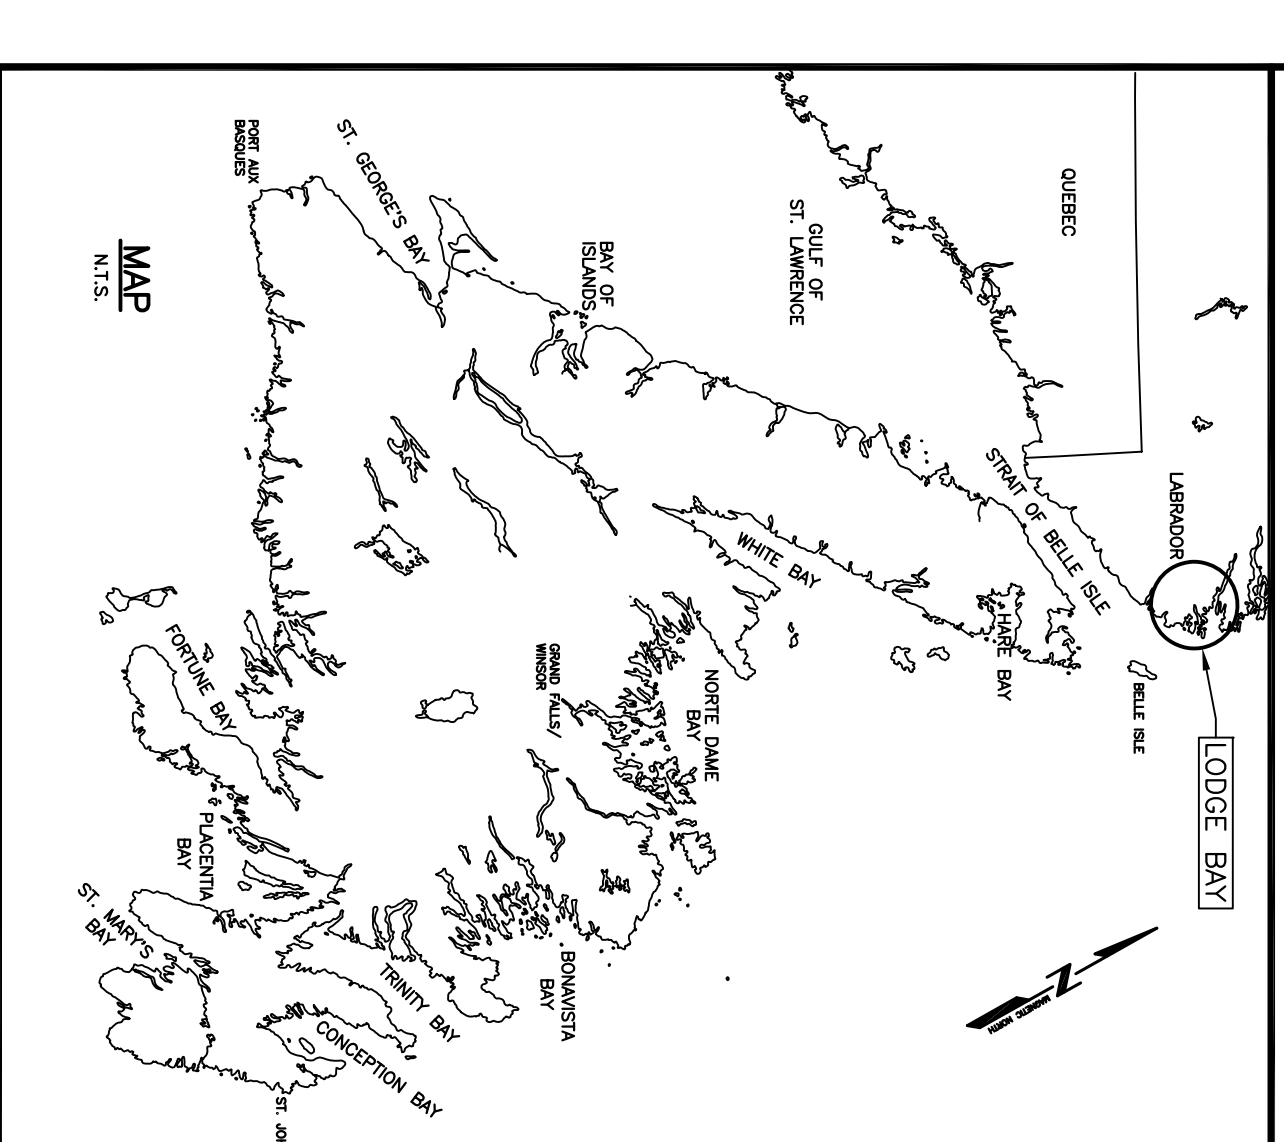 QUEBEC
LABRADOR
LODGE BAY
BELLE ISLE
STRAIT OF BELLE ISLE
GULF OF
ST. LAWRENCE
HARE BAY
WHITE BAY
BAY OF
ISLANDS
NORTE DAME
BAY
GRAND FALLS/
WINSOR
ST. GEORGE'S BAY
PORT AUX
BASQUES
BONAVISTA
BAY
TRINITY BAY
CONCEPTION BAY
FORTUNE BAY
PLACENTIA
BAY
ST. MARY'S
BAY
ST. JO
N
MAGNETIC NORTH
MAP
N.T.S.